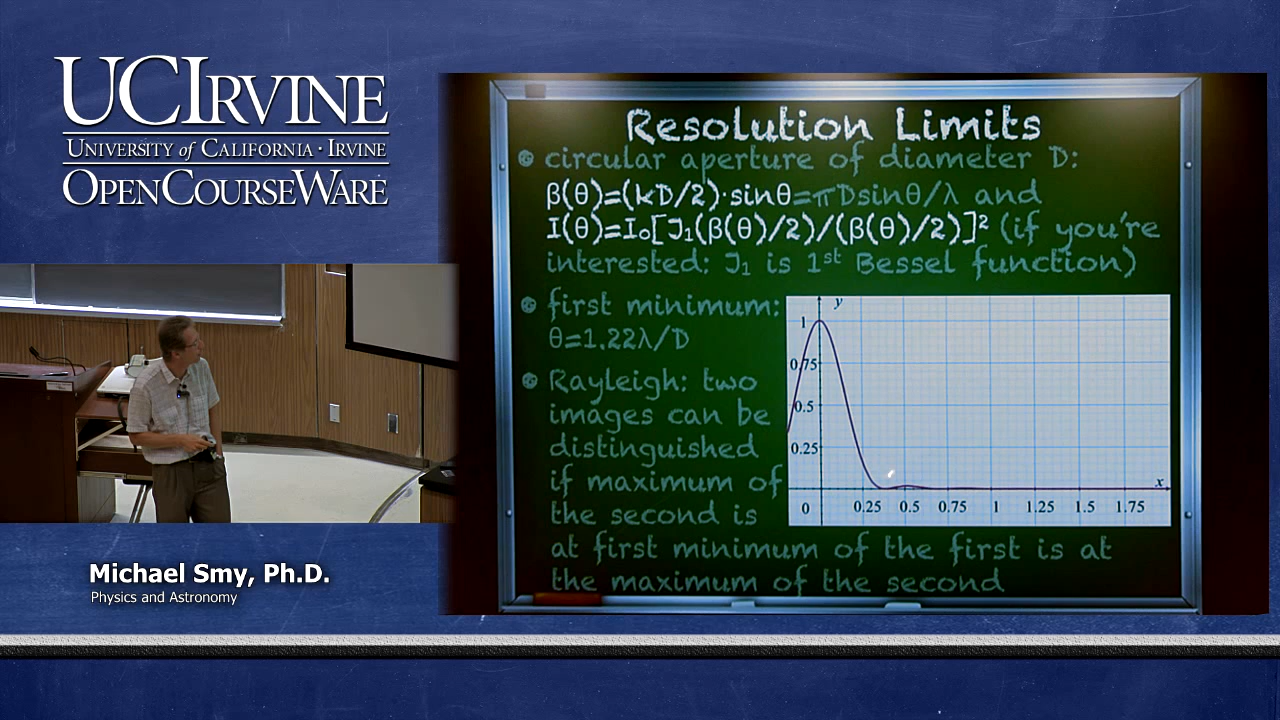 UCIRVINE
UNIVERSITY of CALIFORNIA · IRVINE
OPENCOURSEWARE
Resolution Limits
circular aperture of diameter D:
β(θ)=(kD/2)·sinθ=πDsinθ/λ and
I(θ)=I₀[J₁(β(θ)/2)/(β(θ)/2)]² (if you're
interested: J₁ is 1ˢᵗ Bessel function)
first minimum:
θ=1.22λ/D
Rayleigh: two
images can be
distinguished
if maximum of
the second is
at first minimum of the first is at
the maximum of the second
y
1
0.75
0.5
0.25
x
0 0.25 0.5 0.75 1 1.25 1.5 1.75
Michael Smy, Ph.D.
Physics and Astronomy